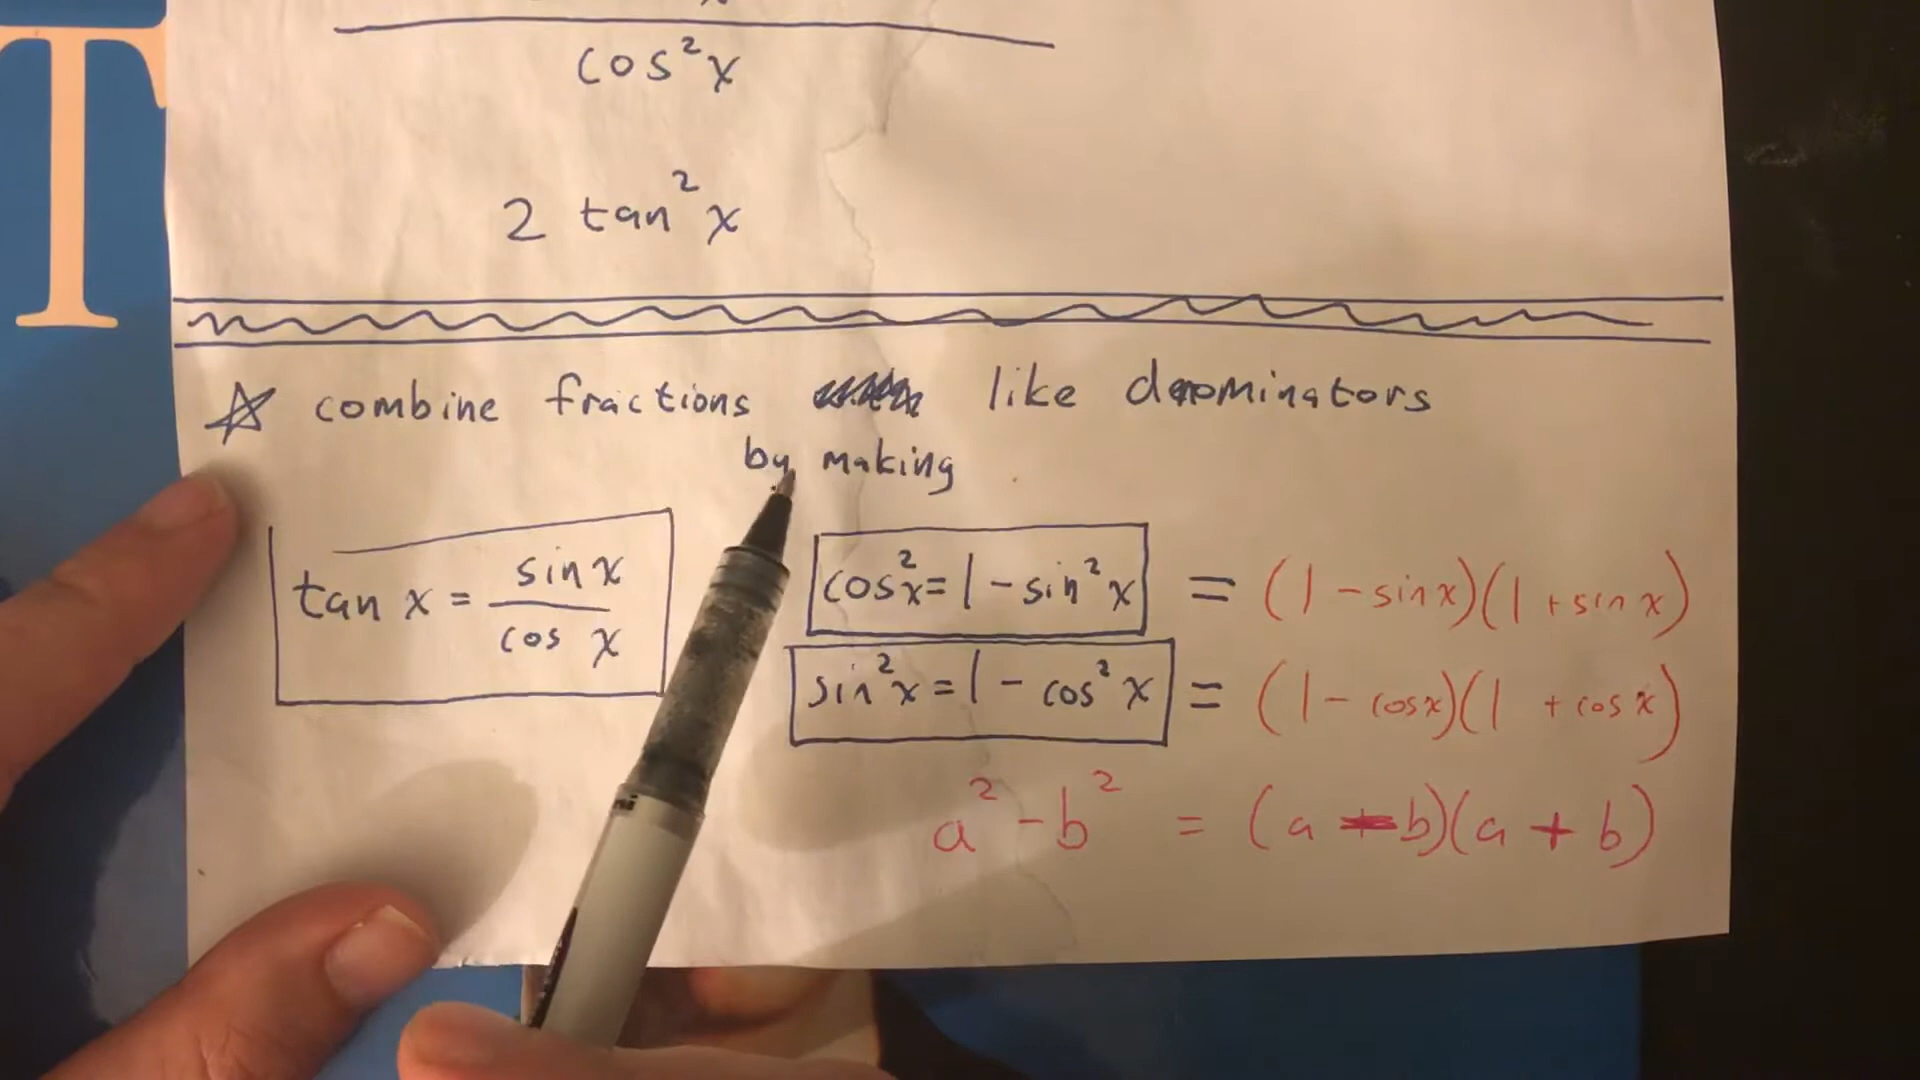 T
cos²x
2 tan²x
☆ combine fractions like denominators
by making
tan x = sin x / cos x
cos²x = 1 - sin²x = (1 - sin x)(1 + sin x)
sin²x = 1 - cos²x = (1 - cos x)(1 + cos x)
a² - b² = (a - b)(a + b)